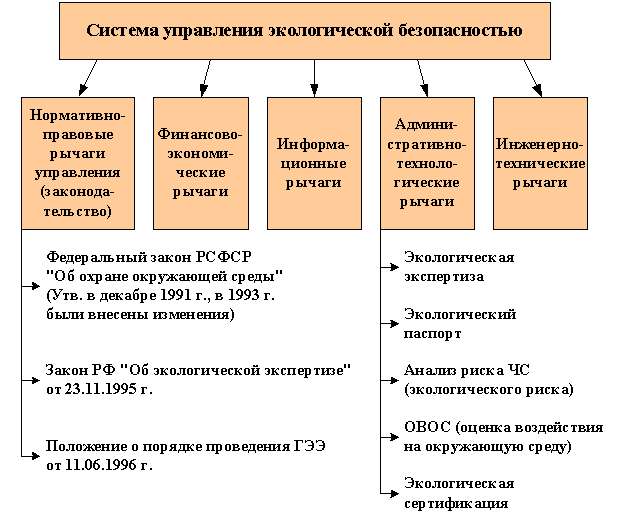 Система управления экологической безопасностью
Нормативно-
правовые
рычаги
управления
(законода-
тельство)
Финансово-
экономи-
ческие
рычаги
Информа-
ционные
рычаги
Админи-
стративно-
техноло-
гические
рычаги
Инженерно-
технические
рычаги
Федеральный закон РСФСР
"Об охране окружающей среды"
(Утв. в декабре 1991 г., в 1993 г.
были внесены изменения)
Закон РФ "Об экологической экспертизе"
от 23.11.1995 г.
Положение о порядке проведения ГЭЭ
от 11.06.1996 г.
Экологическая
экспертиза
Экологический
паспорт
Анализ риска ЧС
(экологического риска)
ОВОС (оценка воздействия
на окружающую среду)
Экологическая
сертификация